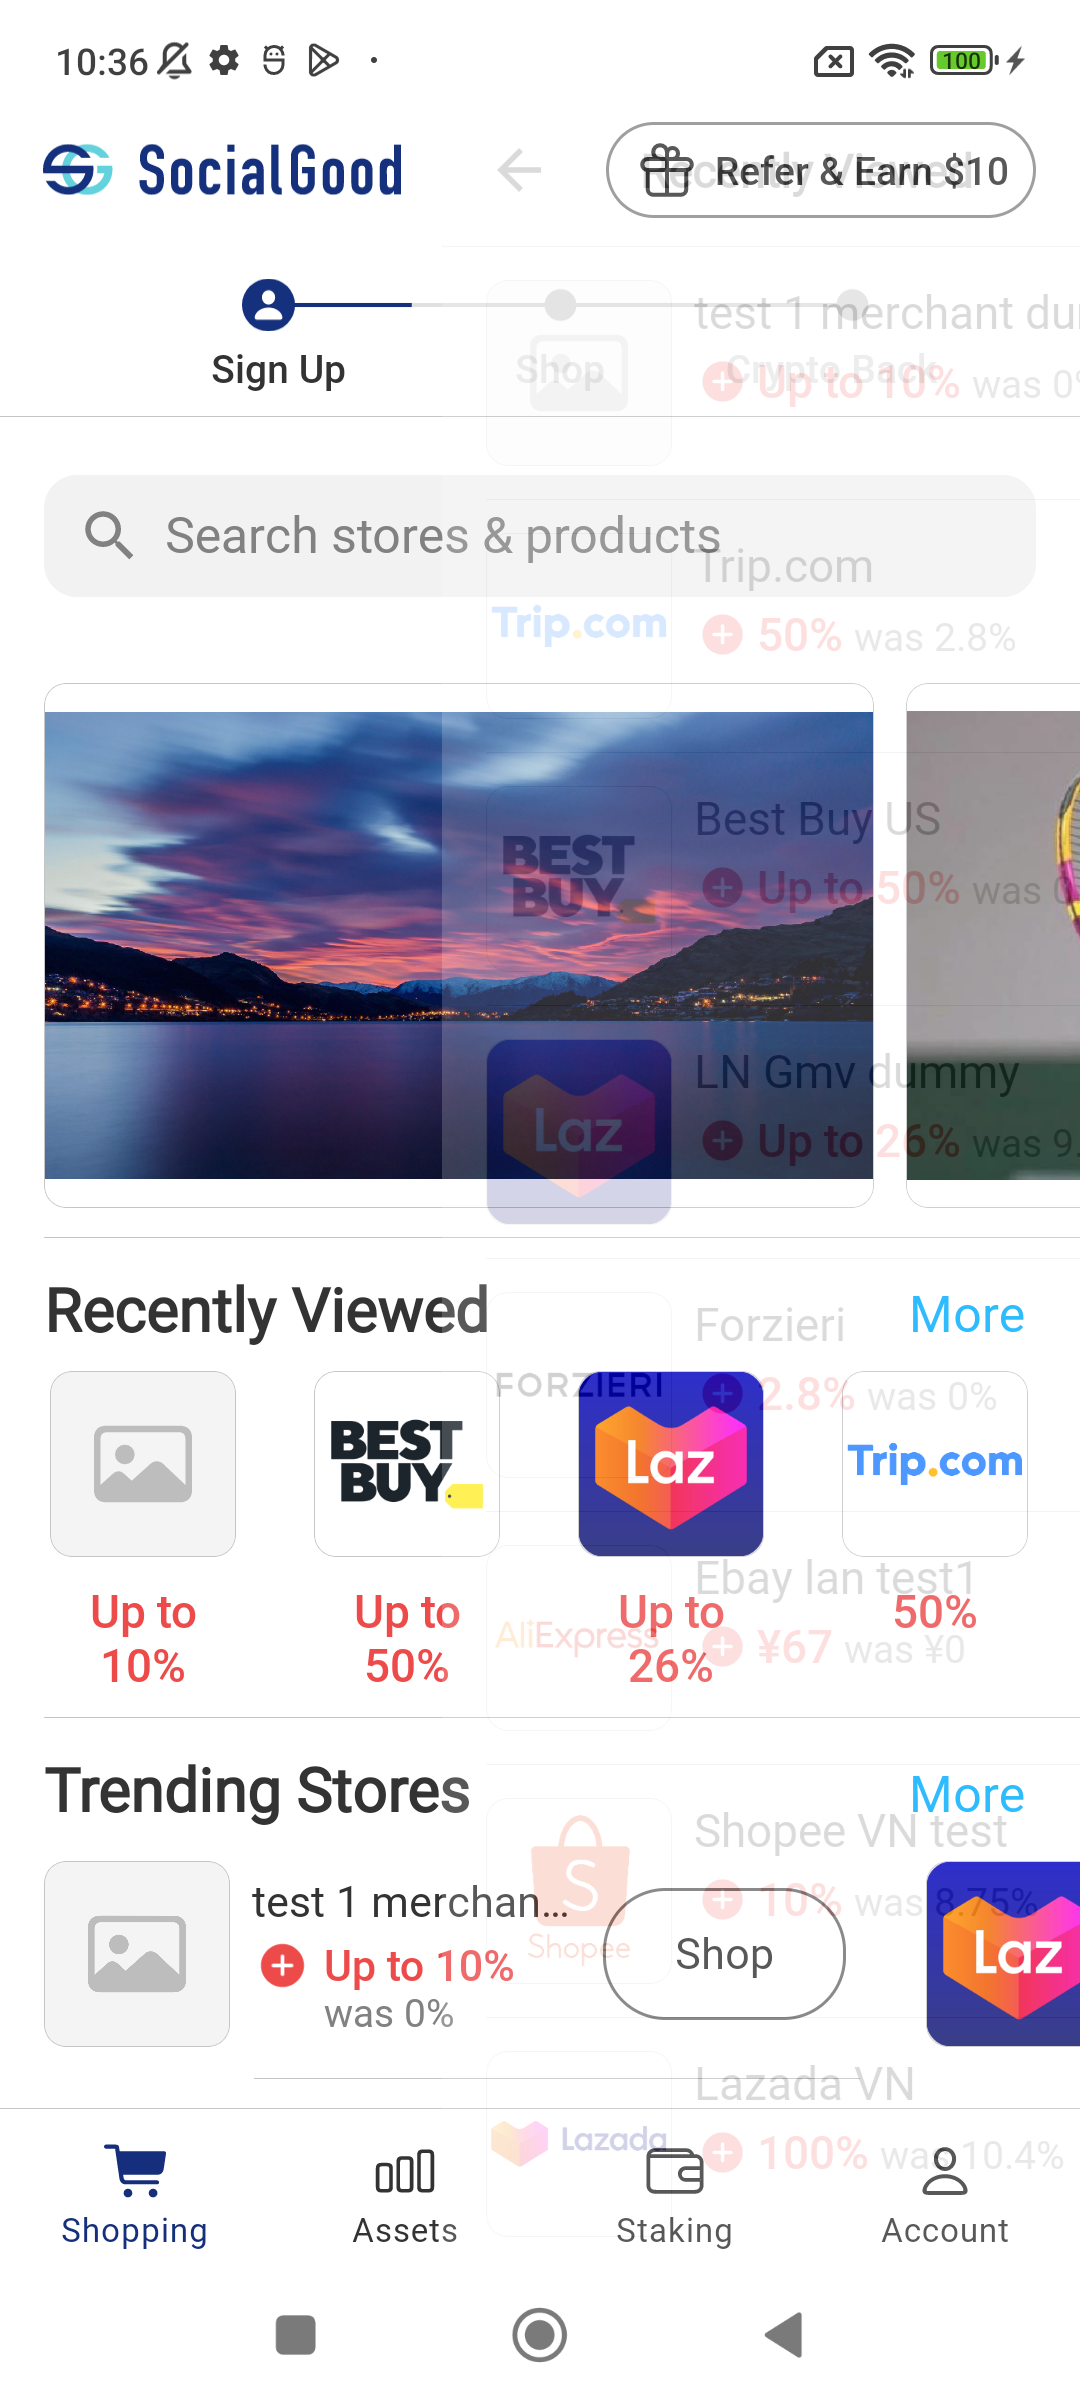 10:36
100
SocialGood
Refer & Earn $10
Recently Viewed
Sign Up
Shop
Crypto Back
test 1 merchant du
Up to 10% was 0%
Search stores & products
Trip.com
Trip.com
50% was 2.8%
BEST BUY
Best Buy US
Up to 50% was 0
Laz
LN Gmv dummy
Up to 26% was 9.
Recently Viewed
More
Forzieri
FORZIERI
2.8% was 0%
BEST BUY
Laz
Trip.com
Up to 10%
Up to 50%
Up to 26%
50%
Ebay lan test1
AliExpress
¥67 was ¥0
Trending Stores
More
Shopee VN test
10% was 8.75%
Shopee
test 1 merchan...
Up to 10%
was 0%
Shop
Laz
Lazada VN
Lazada
100% was 10.4%
Shopping
Assets
Staking
Account